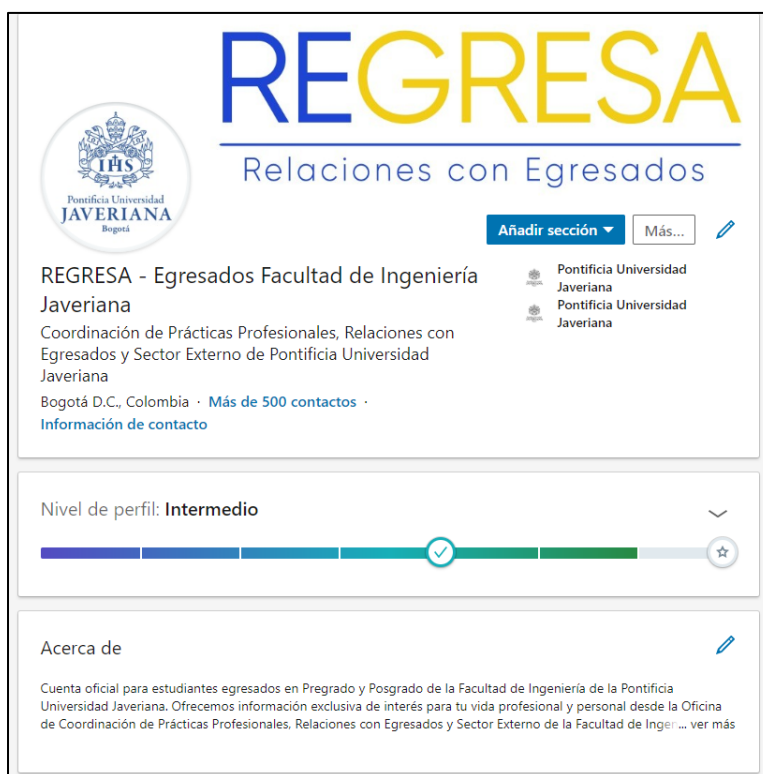 REGRESA
Relaciones con Egresados
IHS
Pontificia Universidad
JAVERIANA
Bogotá
Añadir sección
Más...
REGRESA - Egresados Facultad de Ingeniería
Javeriana
Coordinación de Prácticas Profesionales, Relaciones con
Egresados y Sector Externo de Pontificia Universidad
Javeriana
Bogotá D.C., Colombia · Más de 500 contactos ·
Información de contacto
Pontificia Universidad
Javeriana
Pontificia Universidad
Javeriana
Nivel de perfil: Intermedio
Acerca de
Cuenta oficial para estudiantes egresados en Pregrado y Posgrado de la Facultad de Ingeniería de la Pontificia
Universidad Javeriana. Ofrecemos información exclusiva de interés para tu vida profesional y personal desde la Oficina
de Coordinación de Prácticas Profesionales, Relaciones con Egresados y Sector Externo de la Facultad de Inger... ver más